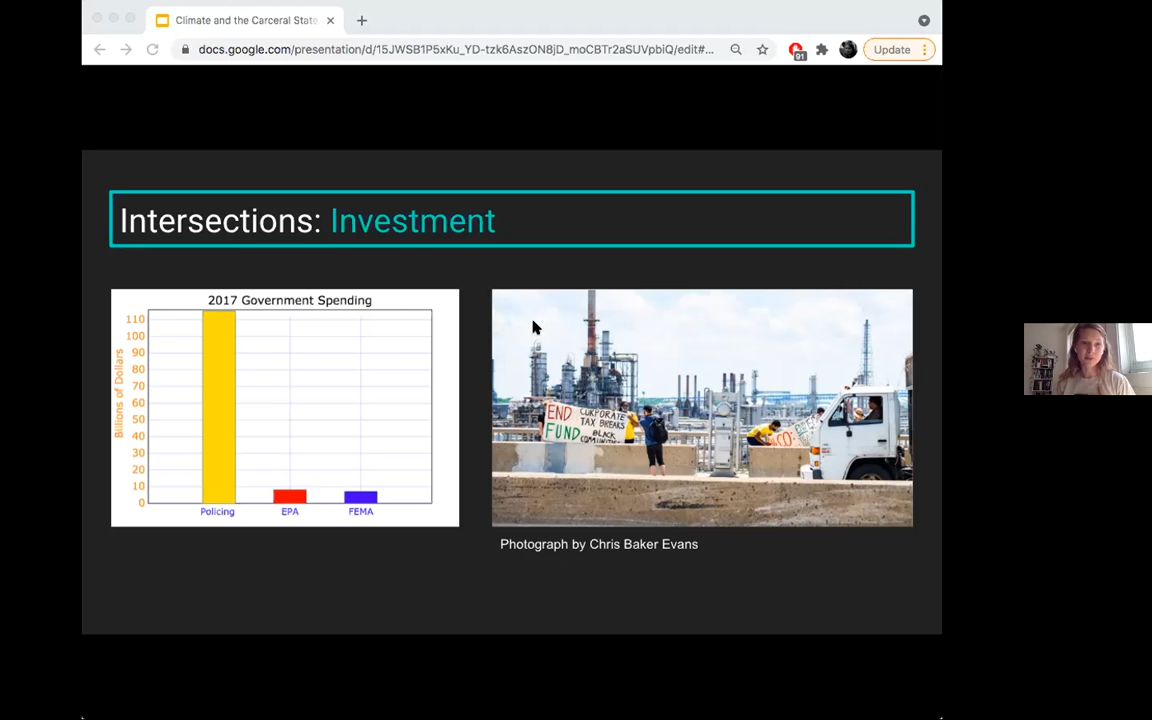 Climate and the Carceral State
docs.google.com/presentation/d/15JWSB1P5xKu_YD-tzk6AszON8jD_moCBTr2aSUVpbiQ/edit#...
91
Update
Intersections: Investment
2017 Government Spending
Billions of Dollars
110
100
90
80
70
60
50
40
30
20
10
0
Policing
EPA
FEMA
END CORPORATE
TAX BREAKS
FUND BLACK
Photograph by Chris Baker Evans